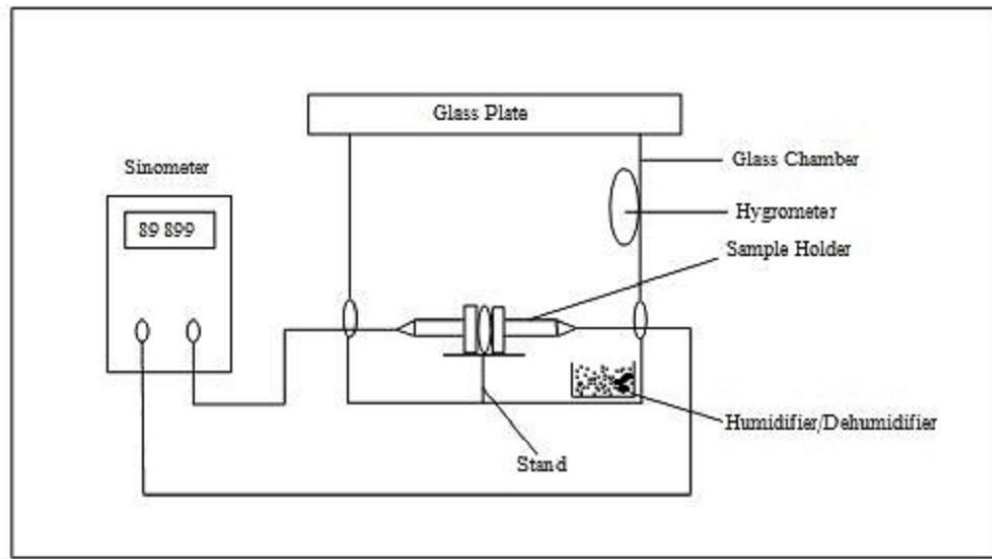 Glass Plate
Sinometer
Glass Chamber
89 899
Hygrometer
Sample Holder
Humidifier/Dehumidifier
Stand